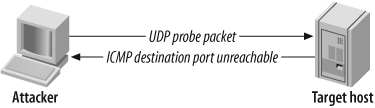 UDP probe packet
ICMP destination port unreachable
Attacker
Target host